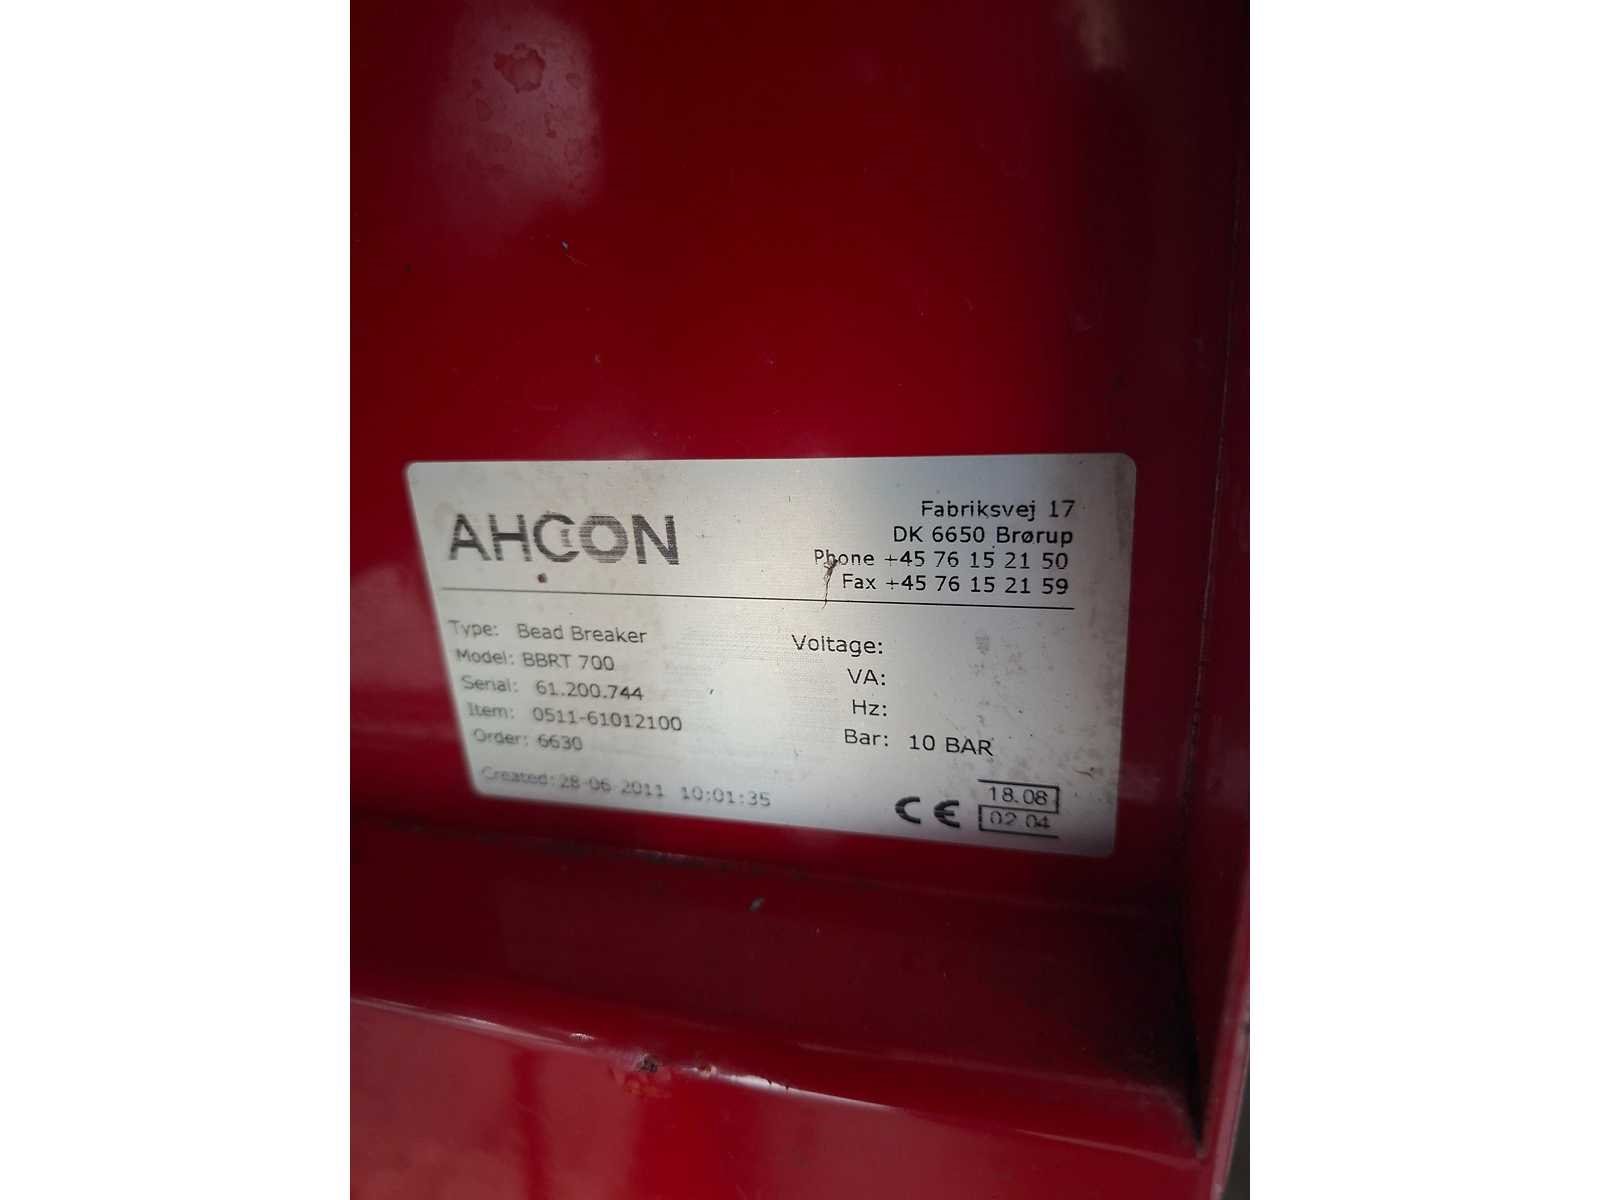 AHCON
Fabriksvej 17
DK 6650 Brørup
Phone +45 76 15 21 50
Fax +45 76 15 21 59
Type: Bead Breaker
Model: BBRT 700
Serial: 61.200.744
Item: 0511-61012100
Order: 6630
Created: 28-06-2011 10:01:35
Voltage:
VA:
Hz:
Bar: 10 BAR
CE
18.08
02 04